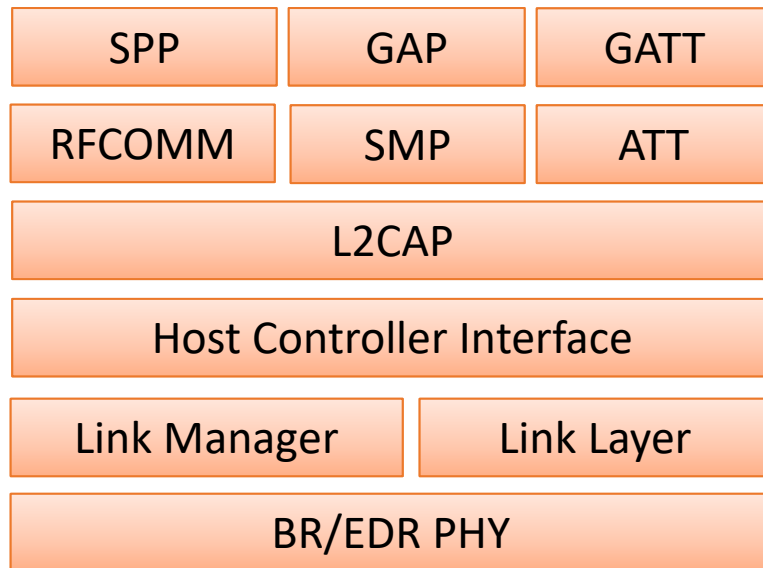 SPP GAP GATT
RFCOMM SMP ATT
L2CAP
Host Controller Interface
Link Manager Link Layer
BR/EDR PHY